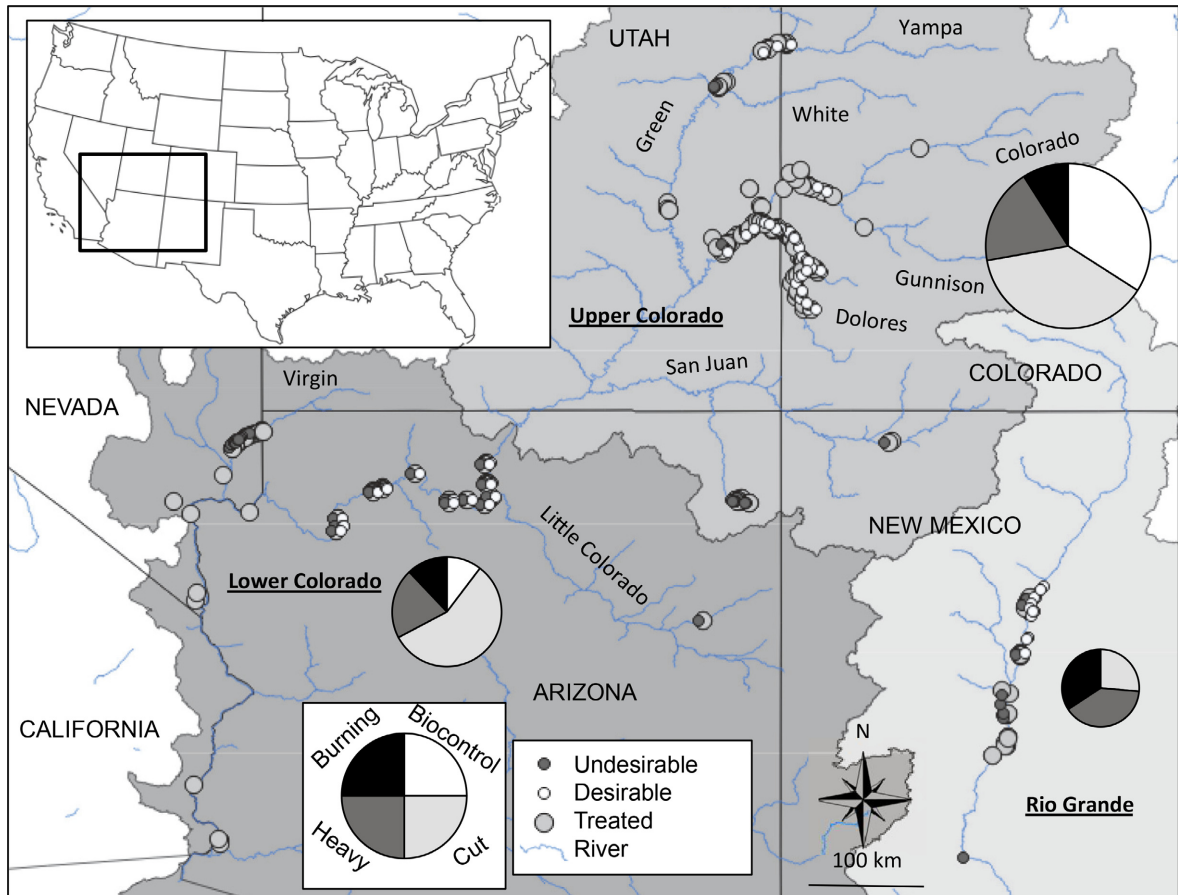 UTAH
Yampa
Green
White
Colorado
Gunnison
Upper Colorado
Dolores
San Juan
COLORADO
Virgin
NEVADA
NEW MEXICO
Little Colorado
Lower Colorado
ARIZONA
CALIFORNIA
Burning
Biocontrol
Heavy
Cut
Undesirable
Desirable
Treated
River
N
Rio Grande
100 km